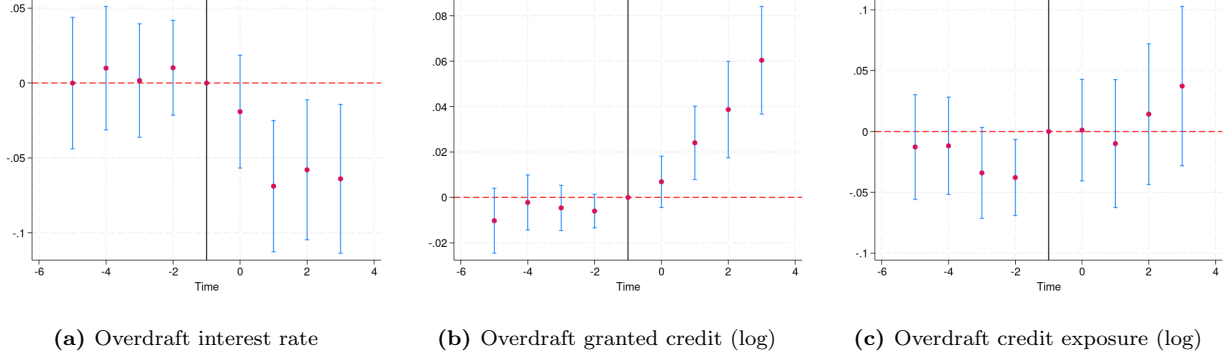 .05
0
-.05
-.1
-6 -4 -2 0 2 4
Time
(a) Overdraft interest rate
.08
.06
.04
.02
0
-.02
-6 -4 -2 0 2 4
Time
(b) Overdraft granted credit (log)
.1
.05
0
-.05
-.1
-6 -4 -2 0 2 4
Time
(c) Overdraft credit exposure (log)